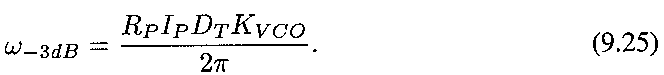 ω_{-3dB} = \frac{R_P I_P D_T K_{VCO}}{2π}. (9.25)